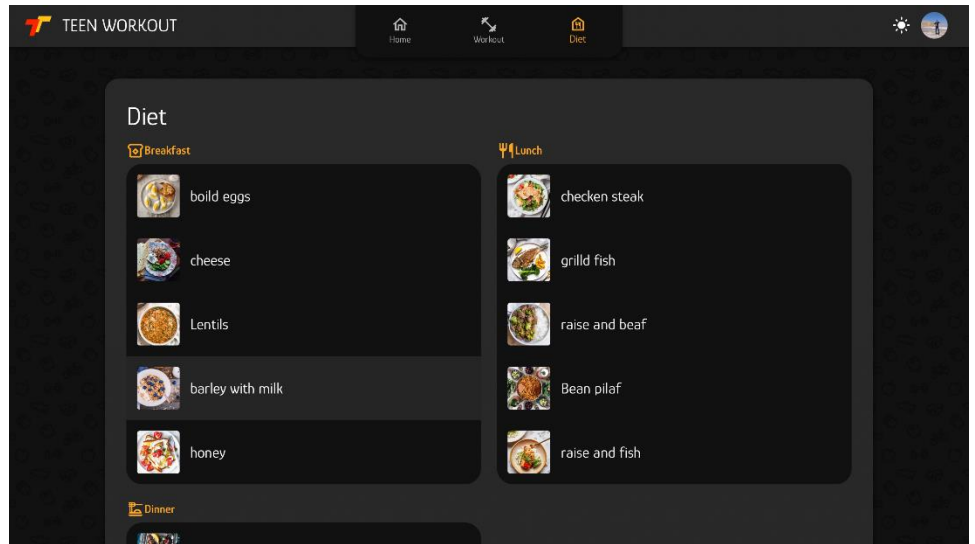 TEEN WORKOUT
Home
Workout
Diet
Diet
Breakfast
boild eggs
cheese
Lentils
barley with milk
honey
Lunch
checken steak
grilld fish
raise and beaf
Bean pilaf
raise and fish
Dinner